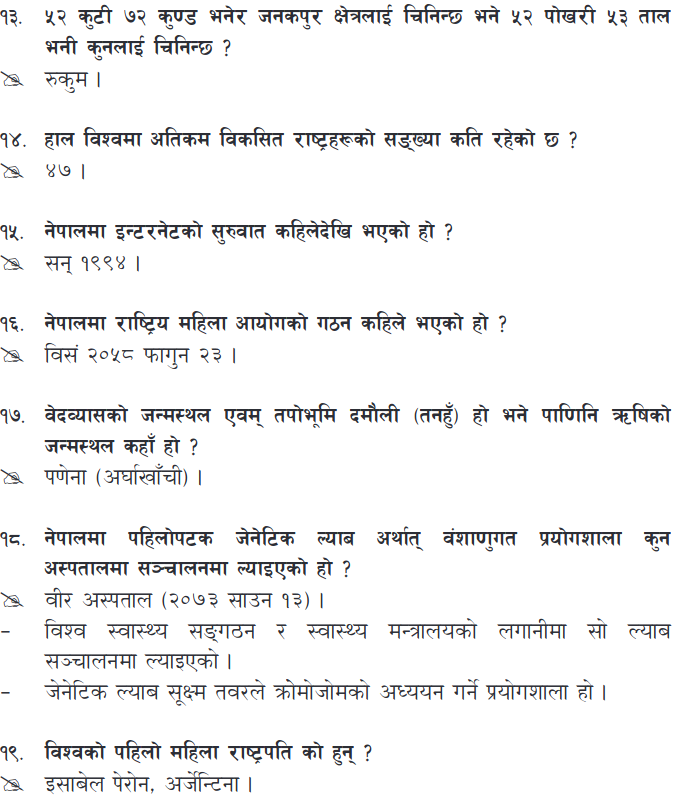 १३. ५२ कुटी ७२ कुण्ड भनेर जनकपुर क्षेत्रलाई चिनिन्छ भने ५२ पोखरी ५३ ताल
भनी कुनलाई चिनिन्छ ?
रुकुम ।
१४. हाल विश्वमा अतिकम विकसित राष्ट्रहरूको सङ्ख्या कति रहेको छ ?
४७ ।
१५. नेपालमा इन्टरनेटको सुरुवात कहिलेदेखि भएको हो ?
सन् १९९४ ।
१६. नेपालमा राष्ट्रिय महिला आयोगको गठन कहिले भएको हो ?
विसं २०५८ फागुन २३ ।
१७. वेदव्यासको जन्मस्थल एवम् तपोभूमि दमौली (तनहुँ) हो भने पाणिनि ऋषिको
जन्मस्थल कहाँ हो ?
पणेना (अर्घाखाँची) ।
१८. नेपालमा पहिलोपटक जेनेटिक ल्याब अर्थात् वंशाणुगत प्रयोगशाला कुन
अस्पतालमा सञ्चालनमा ल्याइएको हो ?
वीर अस्पताल (२०७३ साउन १३) ।
– विश्व स्वास्थ्य सङ्गठन र स्वास्थ्य मन्त्रालयको लगानीमा सो ल्याब
सञ्चालनमा ल्याइएको ।
– जेनेटिक ल्याब सूक्ष्म तवरले क्रोमोजोमको अध्ययन गर्ने प्रयोगशाला हो ।
१९. विश्वको पहिलो महिला राष्ट्रपति को हुन् ?
इसाबेल पेरोन, अर्जेन्टिना ।